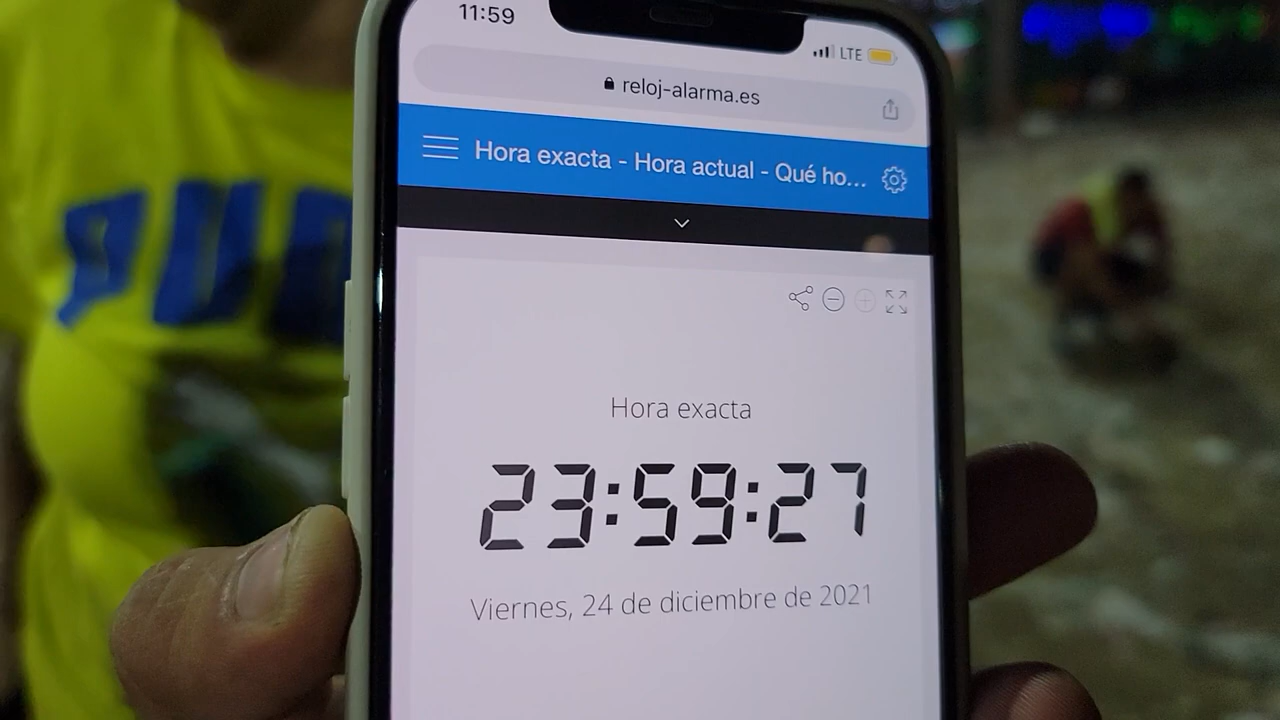 11:59
LTE
reloj-alarma.es
Hora exacta - Hora actual - Qué ho...
Hora exacta
23:59:27
Viernes, 24 de diciembre de 2021